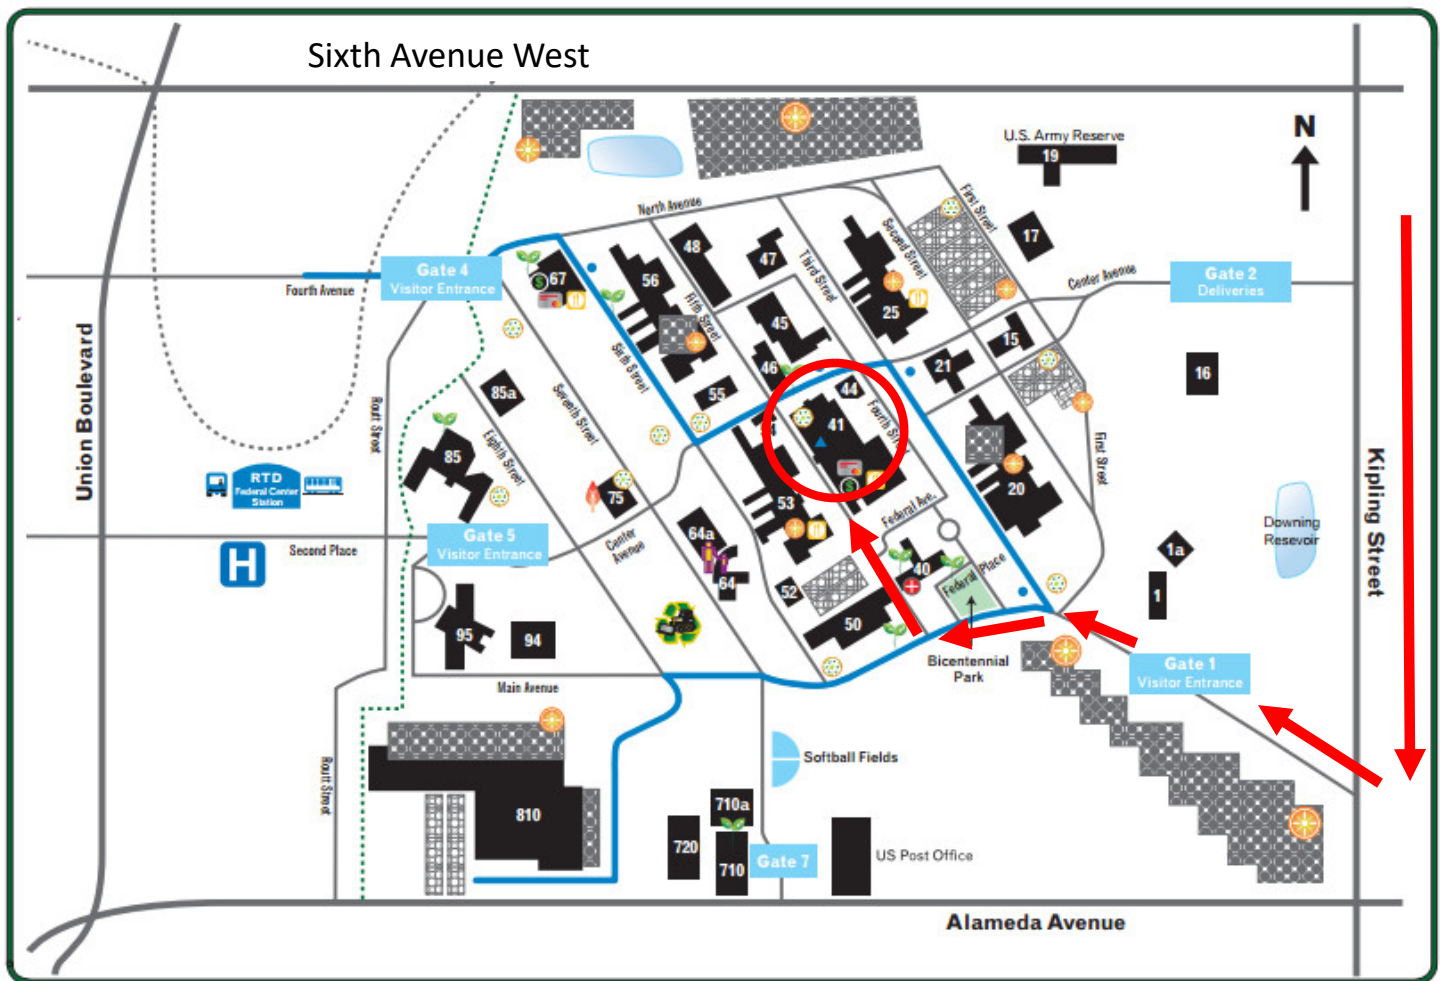 Sixth Avenue West
U.S. Army Reserve
19
N
First Street
North Avenue
17
Second Street
48
47
Third Street
Center Avenue
Gate 2
Deliveries
Gate 4
Visitor Entrance
Fourth Avenue
67
$
56
Fifth Street
25
45
15
46
21
16
Sixth Street
55
44
Union Boulevard
85a
Seventh Street
41
Fourth Str
First Street
Routt Street
Eighth Street
85
RTD
Federal Center
Station
75
$
53
20
Kipling Street
Federal Ave.
Downing
Resevoir
H
Second Place
Gate 5
Visitor Entrance
Center
Avenue
64a
64
52
40
Federal Place
1a
1
50
95
94
Bicentennial
Park
Gate 1
Visitor Entrance
Main Avenue
Routt Street
Softball Fields
810
710a
720
710
Gate 7
US Post Office
Alameda Avenue